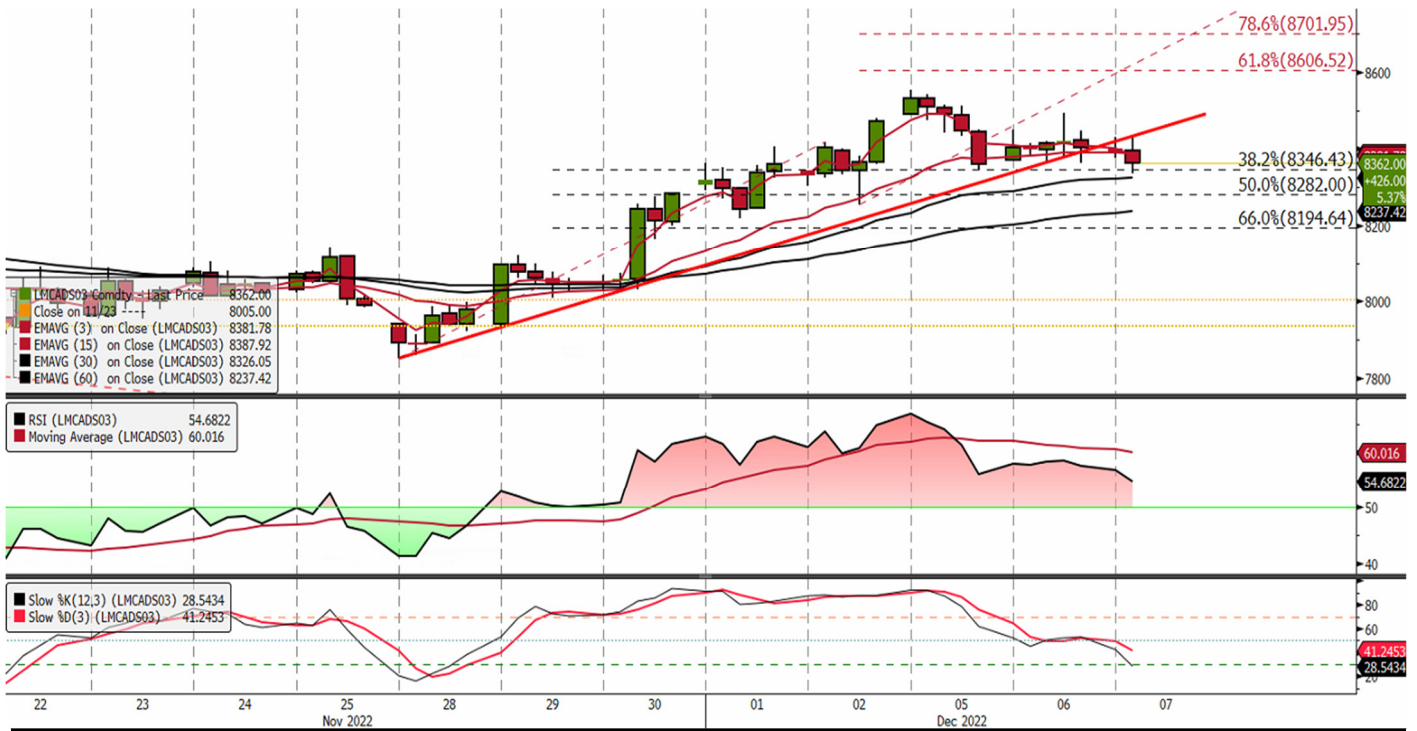 78.6%(8701.95)
61.8%(8606.52)
8600
38.2%(8346.43)
8362.00
+426.00
50.0%(8282.00)
5.37%
8237.42
66.0%(8194.64)
8200
LMCADS03 Comdty - Last Price 8362.00
Close on 11/23 ---- 8005.00
EMAVG (3) on Close (LMCADS03) 8381.78
EMAVG (15) on Close (LMCADS03) 8387.92
EMAVG (30) on Close (LMCADS03) 8326.05
EMAVG (60) on Close (LMCADS03) 8237.42
8000
7800
RSI (LMCADS03) 54.6822
Moving Average (LMCADS03) 60.016
60.016
54.6822
50
40
Slow %K(12,3) (LMCADS03) 28.5434
Slow %D(3) (LMCADS03) 41.2453
80
60
41.2453
28.5434
20
22 23 24 25 28 29 30 01 02 05 06 07
Nov 2022 Dec 2022